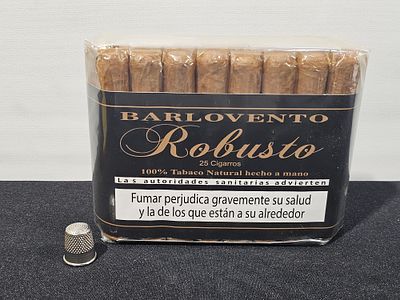 BARLOVENTO
Robusto
25 Cigarros
100% Tabaco Natural hecho a mano
Las autoridades sanitarias advierten
Fumar perjudica gravemente su salud
y la de los que están a su alrededor